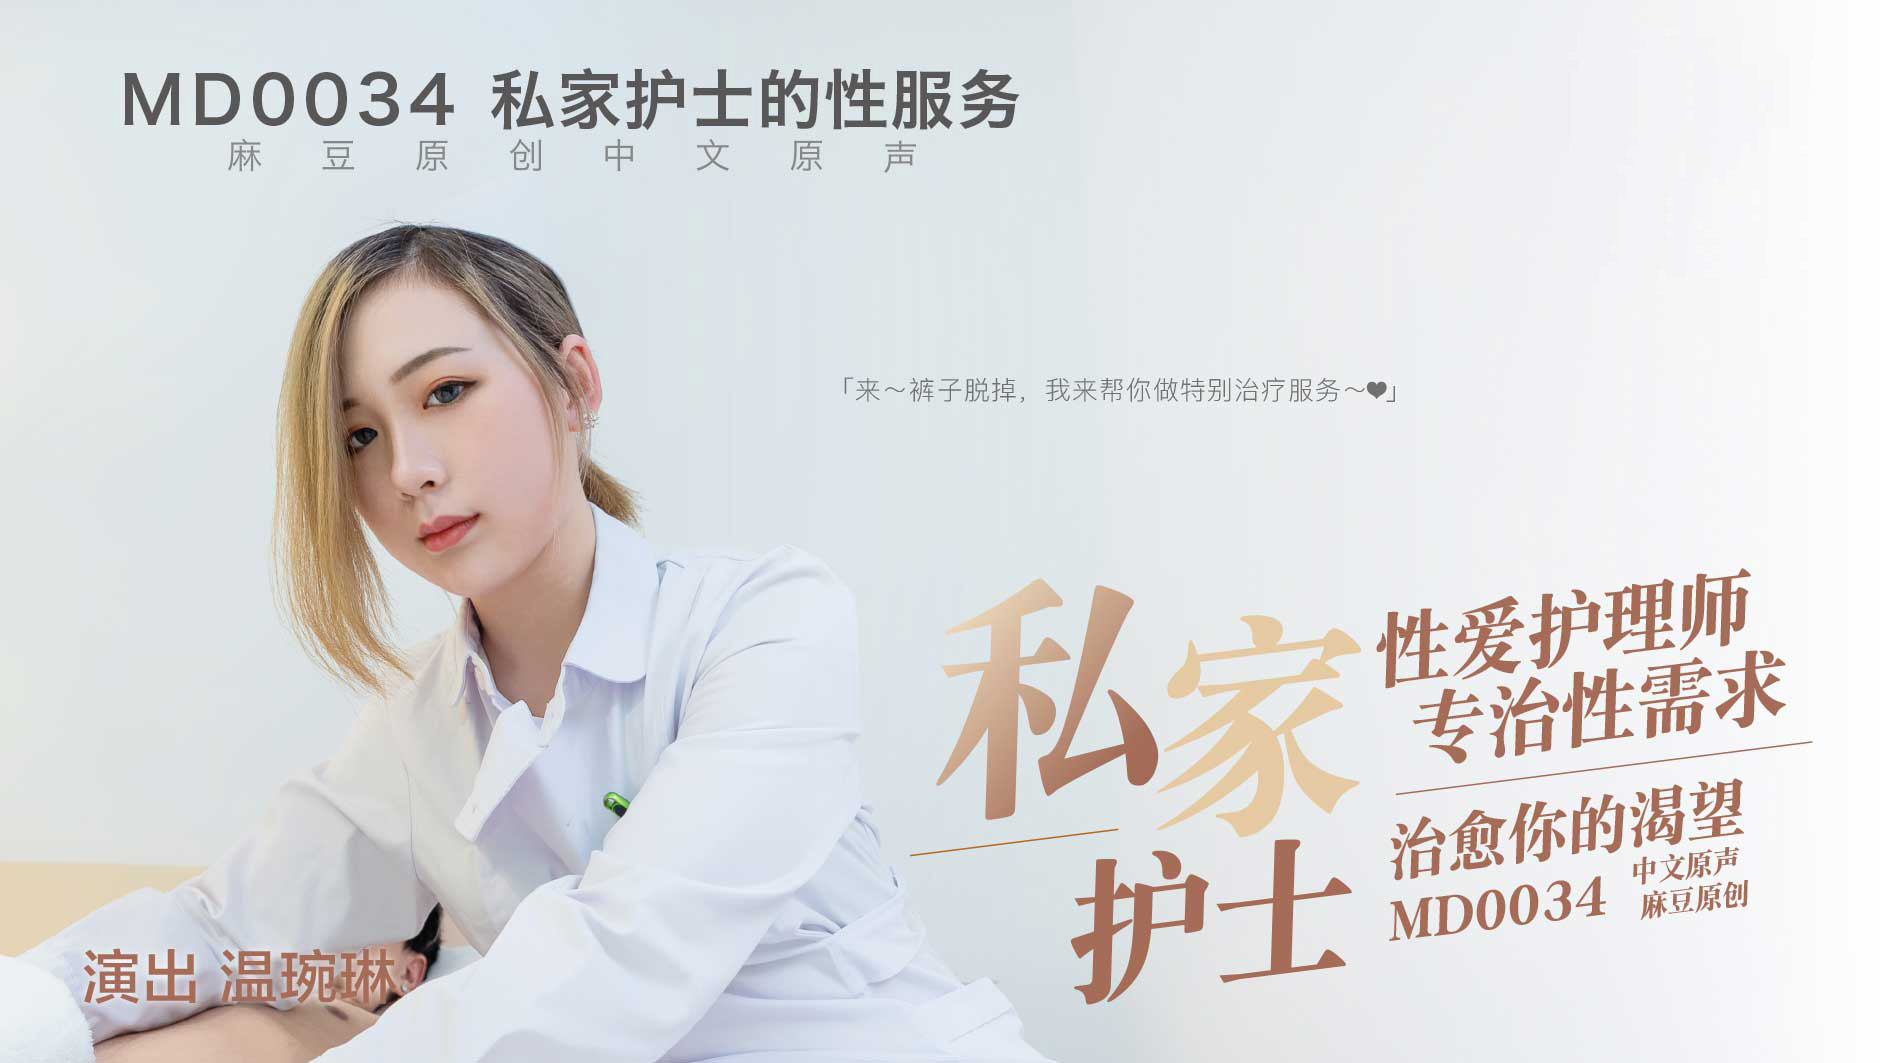 MD0034 私家护士的性服务
麻豆原创中文原声
「来～裤子脱掉，我来帮你做特别治疗服务～❤」
私家
护士
性爱护理师
专治性需求
治愈你的渴望
MD0034
中文原声
麻豆原创
演出 温琬琳